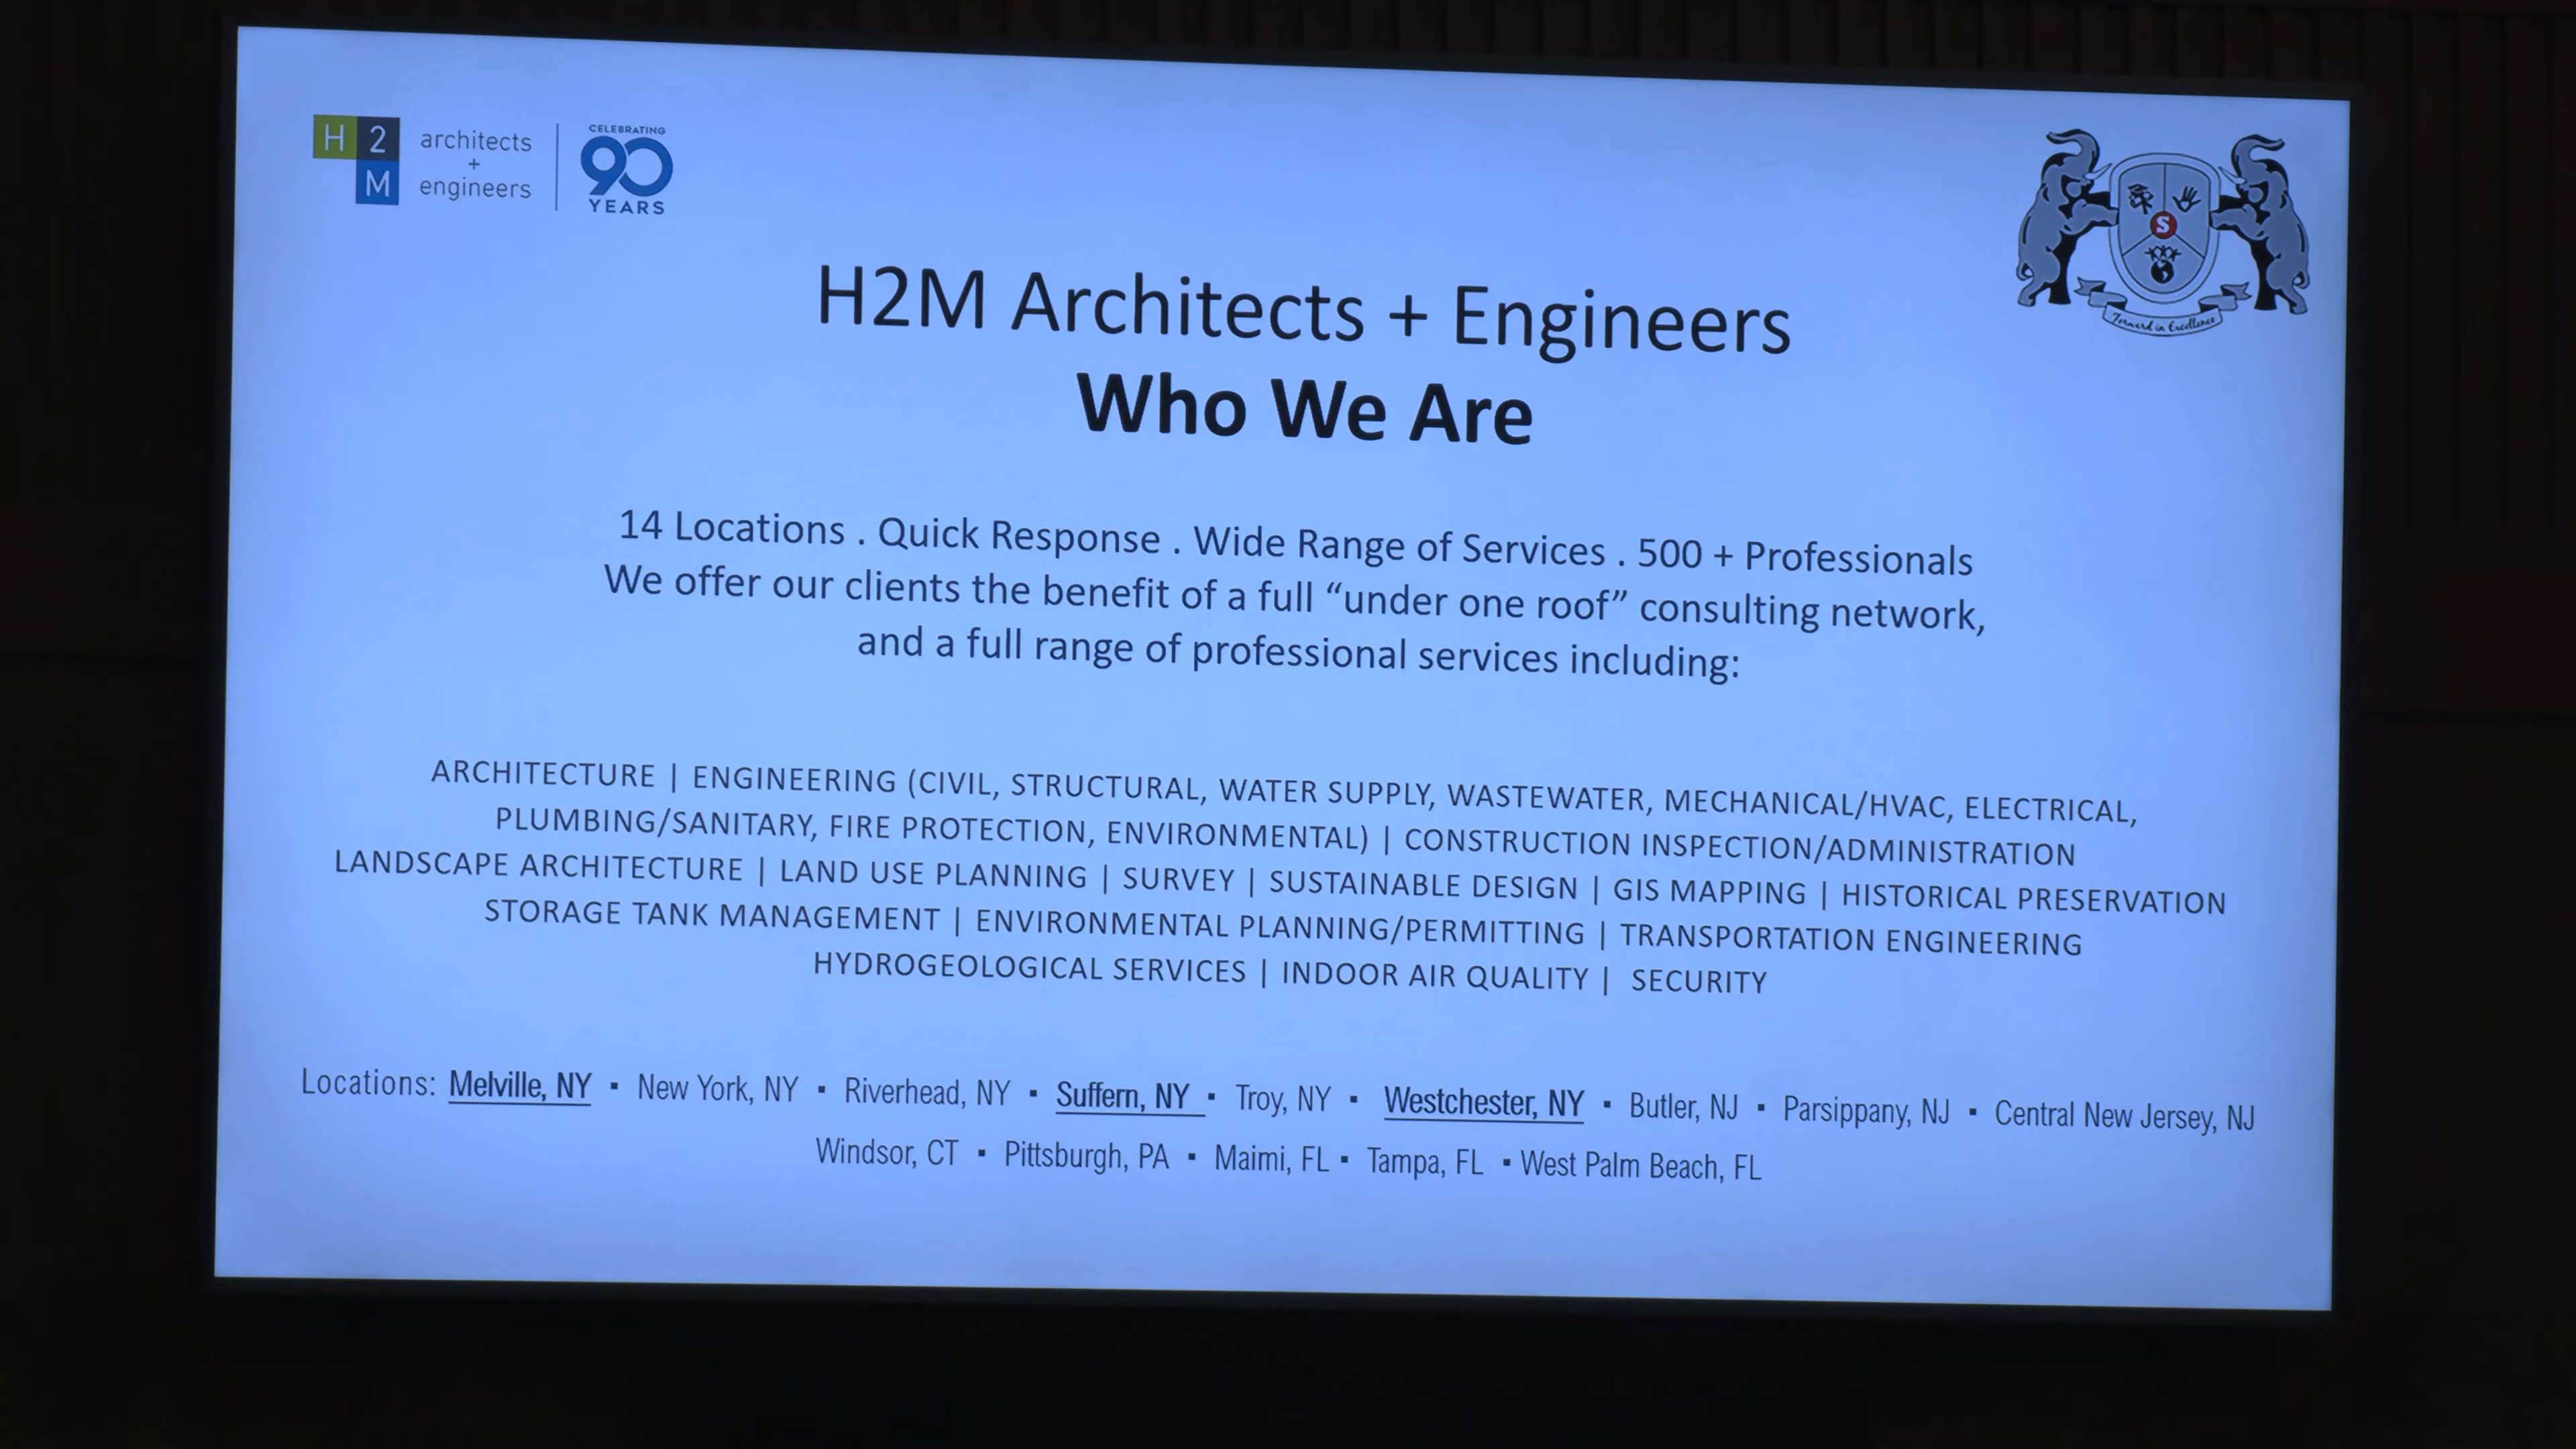 H2M architects + engineers
CELEBRATING
90
YEARS
S
Forward in Excellence
H2M Architects + Engineers
Who We Are
14 Locations . Quick Response . Wide Range of Services . 500 + Professionals
We offer our clients the benefit of a full “under one roof” consulting network,
and a full range of professional services including:
ARCHITECTURE | ENGINEERING (CIVIL, STRUCTURAL, WATER SUPPLY, WASTEWATER, MECHANICAL/HVAC, ELECTRICAL,
PLUMBING/SANITARY, FIRE PROTECTION, ENVIRONMENTAL) | CONSTRUCTION INSPECTION/ADMINISTRATION
LANDSCAPE ARCHITECTURE | LAND USE PLANNING | SURVEY | SUSTAINABLE DESIGN | GIS MAPPING | HISTORICAL PRESERVATION
STORAGE TANK MANAGEMENT | ENVIRONMENTAL PLANNING/PERMITTING | TRANSPORTATION ENGINEERING
HYDROGEOLOGICAL SERVICES | INDOOR AIR QUALITY | SECURITY
Locations: Melville, NY ▪ New York, NY ▪ Riverhead, NY ▪ Suffern, NY ▪ Troy, NY ▪ Westchester, NY ▪ Butler, NJ ▪ Parsippany, NJ ▪ Central New Jersey, NJ
Windsor, CT ▪ Pittsburgh, PA ▪ Maimi, FL ▪ Tampa, FL ▪ West Palm Beach, FL